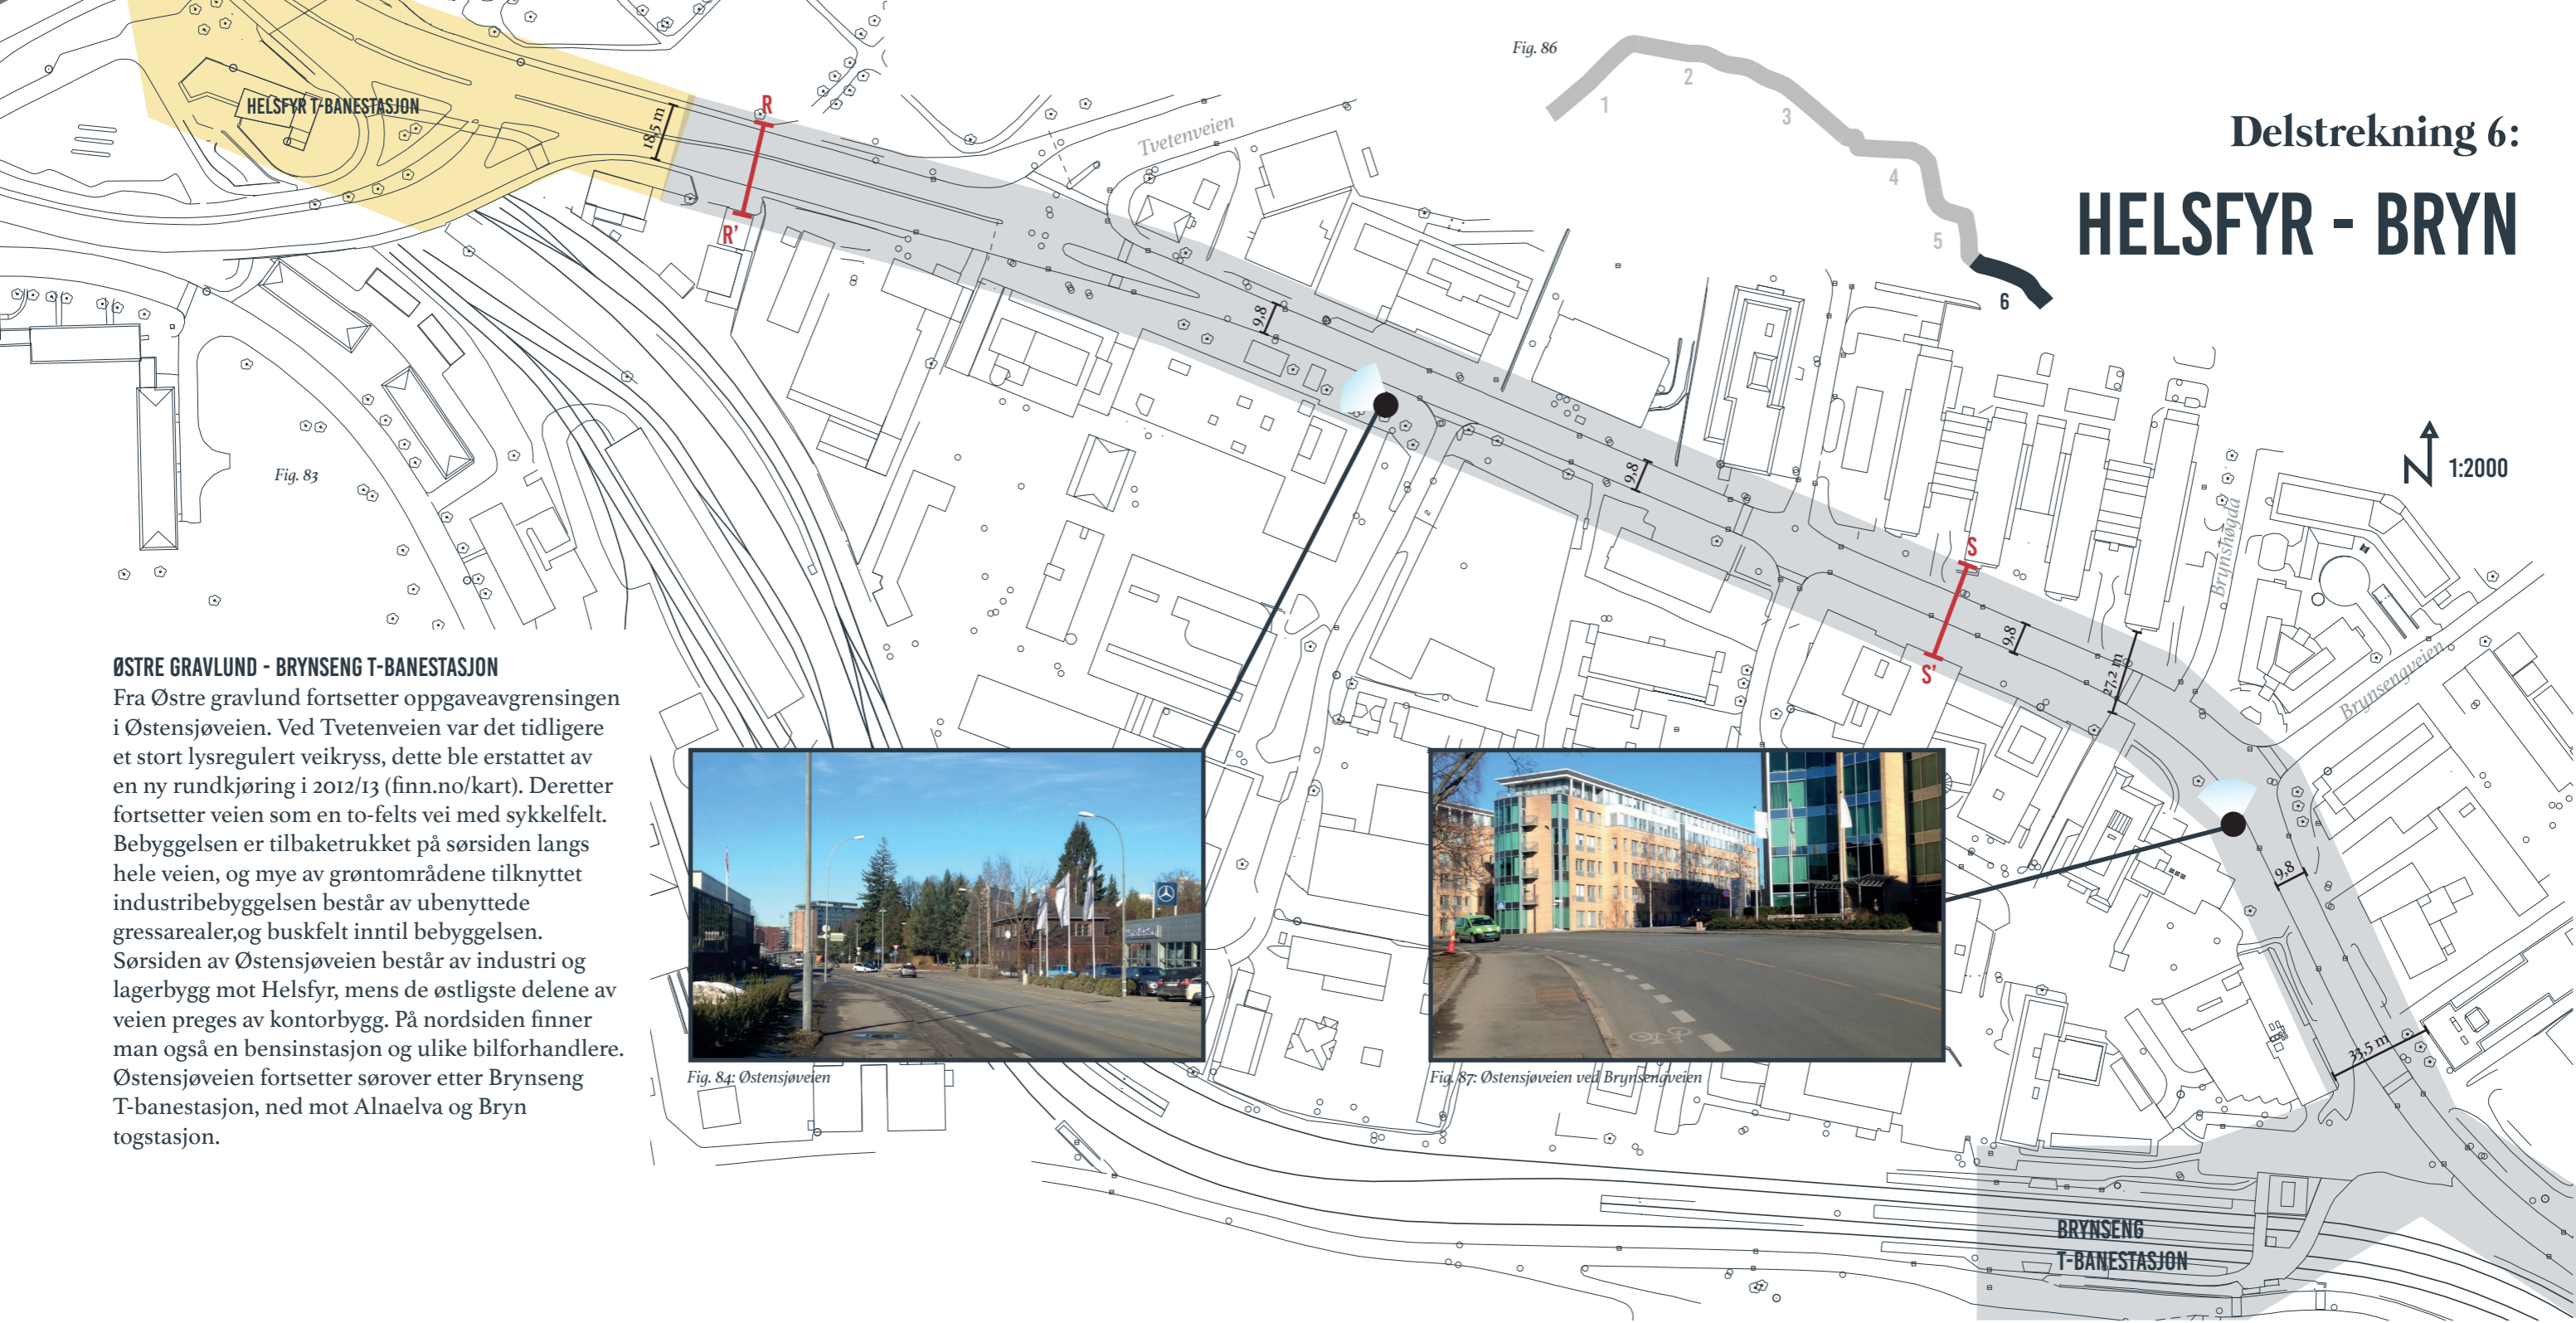 Fig. 86
1
2
3
4
5
6
Delstrekning 6:
HELSFYR - BRYN
HELSFYR T-BANESTASJON
18,5 m
R
R'
Tvetenveien
9,8
9,8
N 1:2000
Fig. 83
S
S'
9,8
27,2 m
Brynshøgda
Brynsengveien
9,8
33,5 m
ØSTRE GRAVLUND - BRYNSENG T-BANESTASJON
Fra Østre gravlund fortsetter oppgaveavgrensingen
i Østensjøveien. Ved Tvetenveien var det tidligere
et stort lysregulert veikryss, dette ble erstattet av
en ny rundkjøring i 2012/13 (finn.no/kart). Deretter
fortsetter veien som en to-felts vei med sykkelfelt.
Bebyggelsen er tilbaketrukket på sørsiden langs
hele veien, og mye av grøntområdene tilknyttet
industribebyggelsen består av ubenyttede
gressarealer,og buskfelt inntil bebyggelsen.
Sørsiden av Østensjøveien består av industri og
lagerbygg mot Helsfyr, mens de østligste delene av
veien preges av kontorbygg. På nordsiden finner
man også en bensinstasjon og ulike bilforhandlere.
Østensjøveien fortsetter sørover etter Brynseng
T-banestasjon, ned mot Alnaelva og Bryn
togstasjon.
Fig. 84: Østensjøveien
Fig. 87: Østensjøveien ved Brynsengveien
BRYNSENG
T-BANESTASJON